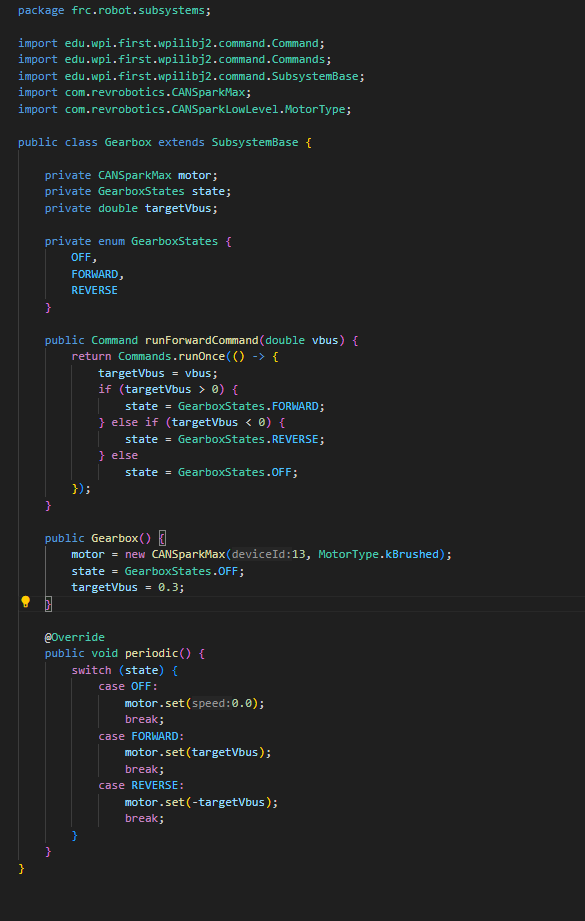 package frc.robot.subsystems;
import edu.wpi.first.wpilibj2.command.Command;
import edu.wpi.first.wpilibj2.command.Commands;
import edu.wpi.first.wpilibj2.command.SubsystemBase;
import com.revrobotics.CANSparkMax;
import com.revrobotics.CANSparkLowLevel.MotorType;
public class Gearbox extends SubsystemBase {
private CANSparkMax motor;
private GearboxStates state;
private double targetVbus;
private enum GearboxStates {
OFF,
FORWARD,
REVERSE
}
public Command runForwardCommand(double vbus) {
return Commands.runOnce(() -> {
targetVbus = vbus;
if (targetVbus > 0) {
state = GearboxStates.FORWARD;
} else if (targetVbus < 0) {
state = GearboxStates.REVERSE;
} else
state = GearboxStates.OFF;
});
}
public Gearbox() {
motor = new CANSparkMax(deviceId:13, MotorType.kBrushed);
state = GearboxStates.OFF;
targetVbus = 0.3;
}
@Override
public void periodic() {
switch (state) {
case OFF:
motor.set(speed:0.0);
break;
case FORWARD:
motor.set(targetVbus);
break;
case REVERSE:
motor.set(-targetVbus);
break;
}
}
}